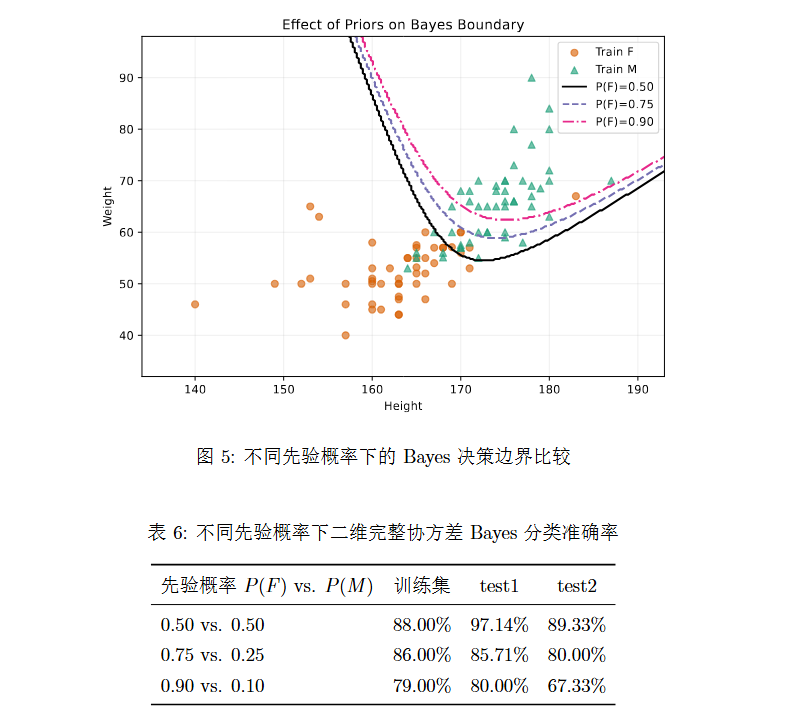 Effect of Priors on Bayes Boundary
Train F
Train M
P(F)=0.50
P(F)=0.75
P(F)=0.90
90
80
70
60
50
40
Weight
140 150 160 170 180 190
Height
图 5: 不同先验概率下的 Bayes 决策边界比较
表 6: 不同先验概率下二维完整协方差 Bayes 分类准确率
先验概率 P(F) vs. P(M) 训练集 test1 test2
0.50 vs. 0.50 88.00% 97.14% 89.33%
0.75 vs. 0.25 86.00% 85.71% 80.00%
0.90 vs. 0.10 79.00% 80.00% 67.33%